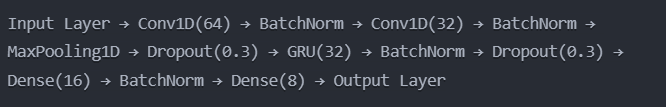 Input Layer → Conv1D(64) → BatchNorm → Conv1D(32) → BatchNorm →
MaxPooling1D → Dropout(0.3) → GRU(32) → BatchNorm → Dropout(0.3) →
Dense(16) → BatchNorm → Dense(8) → Output Layer